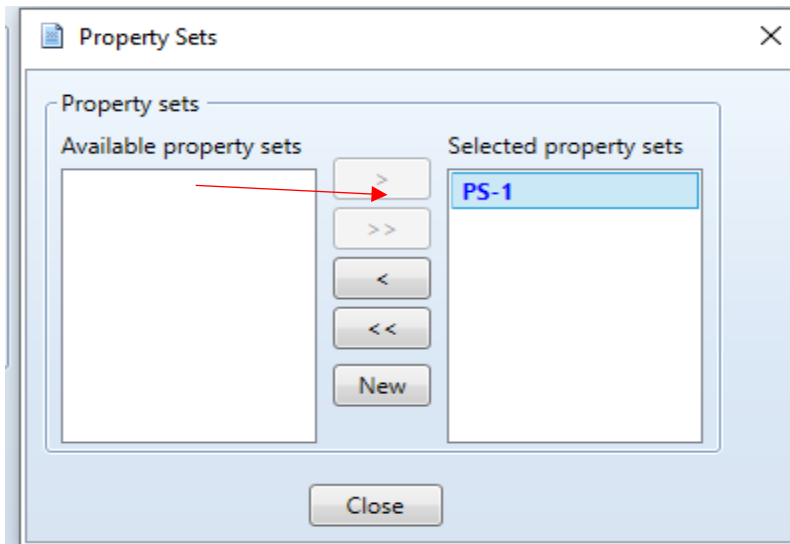 Property Sets
Property sets
Available property sets
Selected property sets
>
PS-1
>>
<
<<
New
Close